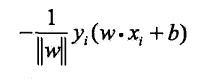 $-\frac{1}{\|w\|} y_i (w \cdot x_i + b)$